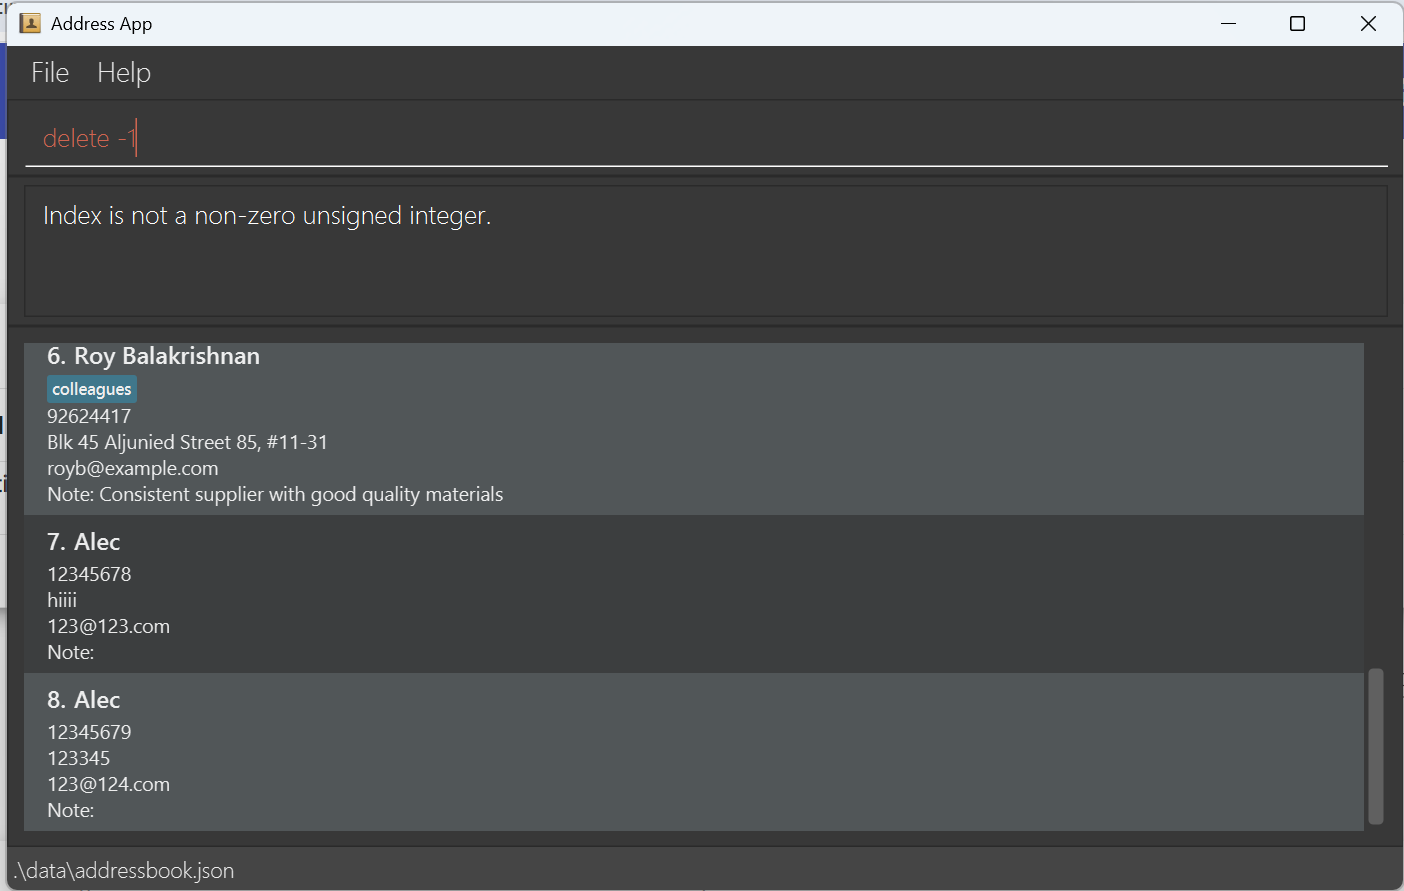 Address App
File Help
delete -1
Index is not a non-zero unsigned integer.
6. Roy Balakrishnan
colleagues
92624417
Blk 45 Aljunied Street 85, #11-31
royb@example.com
Note: Consistent supplier with good quality materials
7. Alec
12345678
hiiii
123@123.com
Note:
8. Alec
12345679
123345
123@124.com
Note:
.\data\addressbook.json